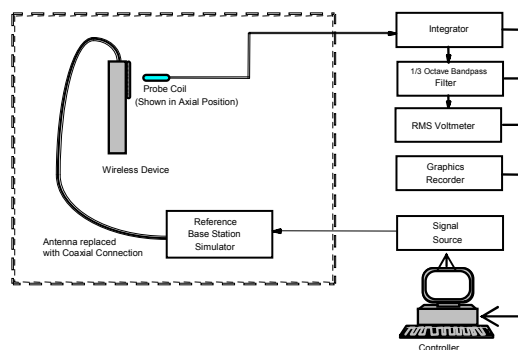 Integrator
1/3 Octave Bandpass
Filter
RMS Voltmeter
Graphics
Recorder
Signal
Source
Controller
Probe Coil
(Shown in Axial Position)
Wireless Device
Reference
Base Station
Simulator
Antenna replaced
with Coaxial Connection